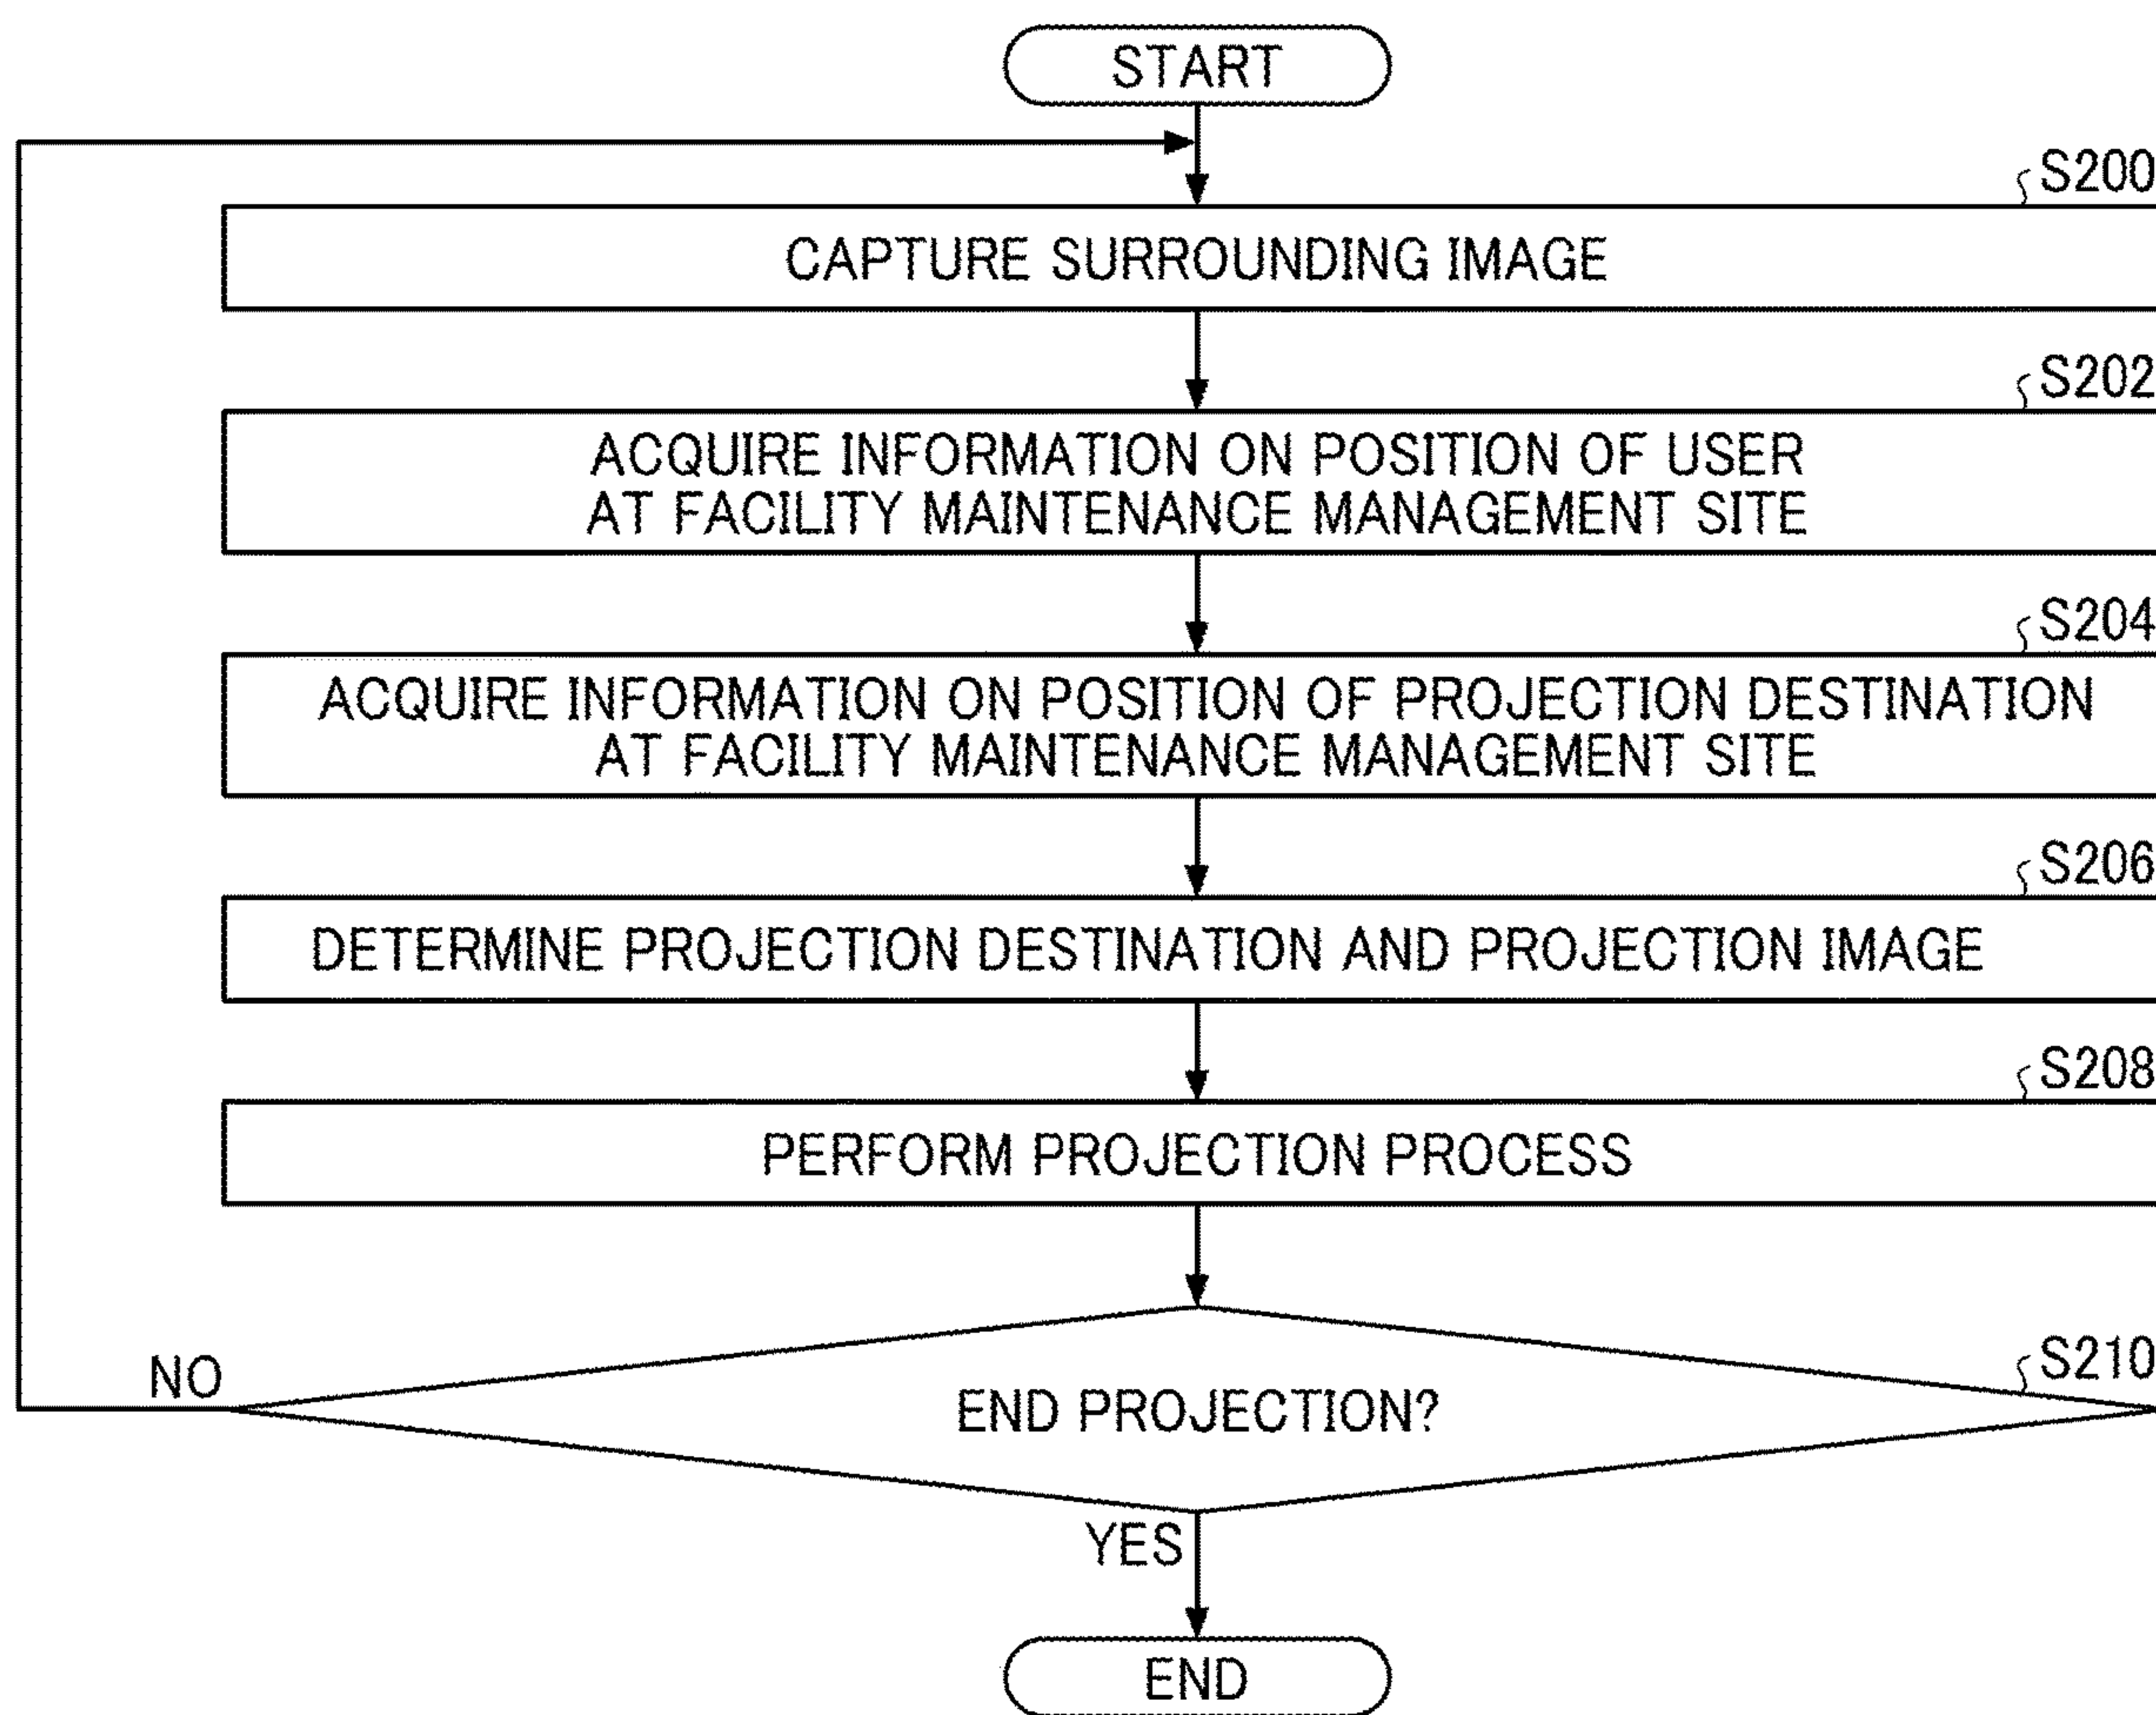 START
S200
CAPTURE SURROUNDING IMAGE
S202
ACQUIRE INFORMATION ON POSITION OF USER
AT FACILITY MAINTENANCE MANAGEMENT SITE
S204
ACQUIRE INFORMATION ON POSITION OF PROJECTION DESTINATION
AT FACILITY MAINTENANCE MANAGEMENT SITE
S206
DETERMINE PROJECTION DESTINATION AND PROJECTION IMAGE
S208
PERFORM PROJECTION PROCESS
S210
NO
END PROJECTION?
YES
END